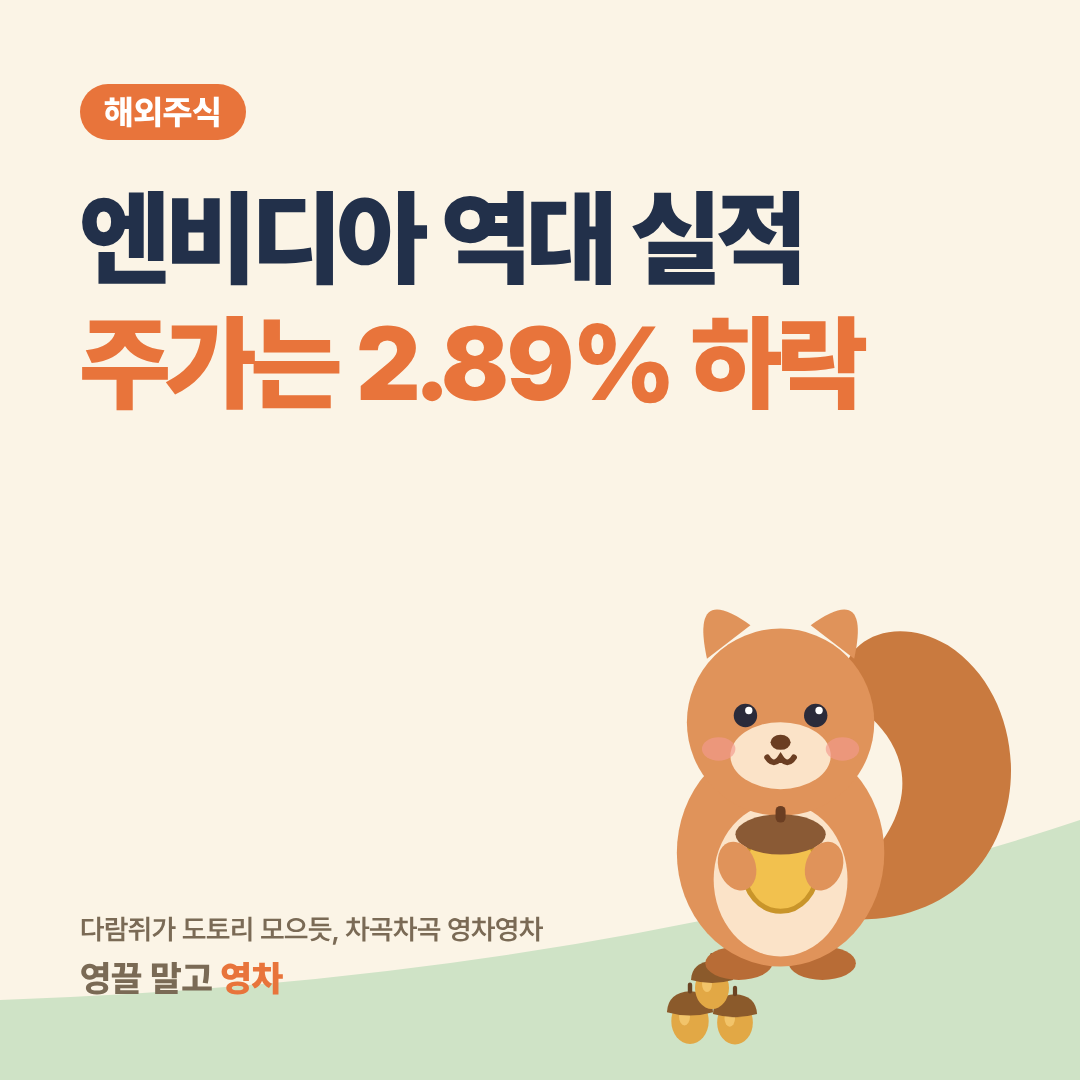 해외주식
엔비디아 역대 실적
주가는 2.89% 하락
다람쥐가 도토리 모으듯, 차곡차곡 영차영차
영끌 말고 영차